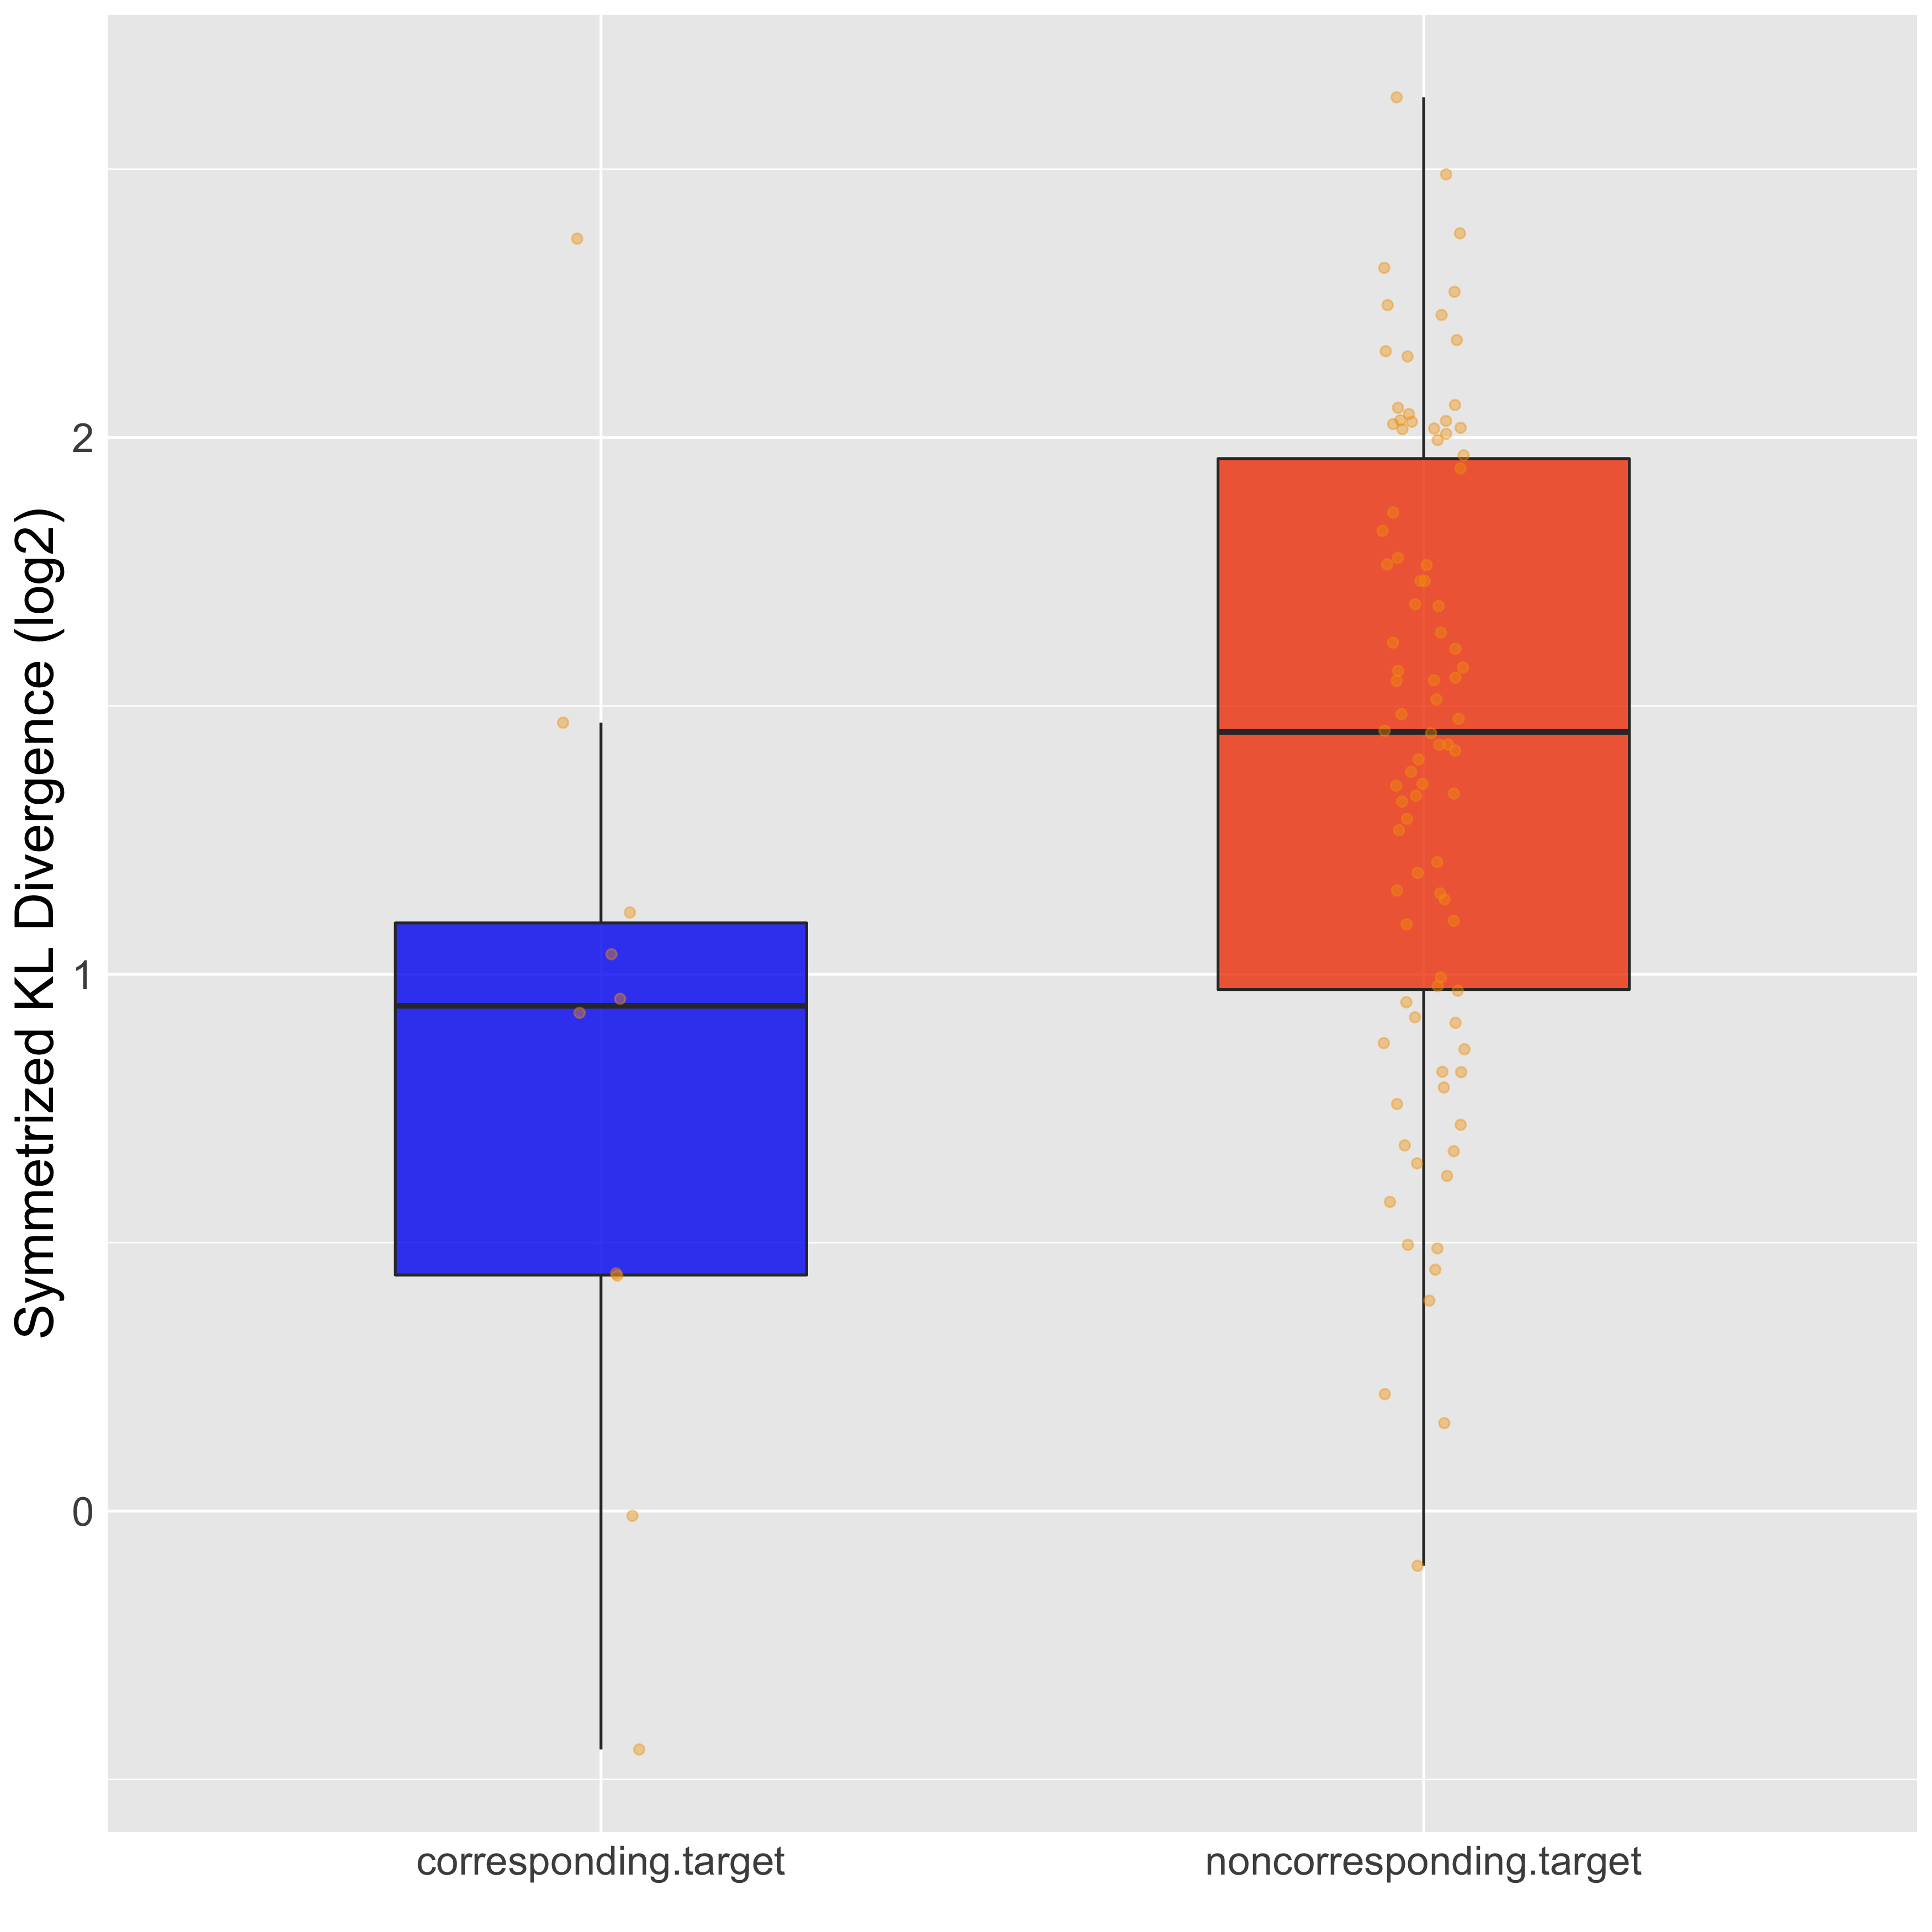 Symmetrized KL Divergence (log2)
2
1
0
corresponding.target
noncorresponding.target